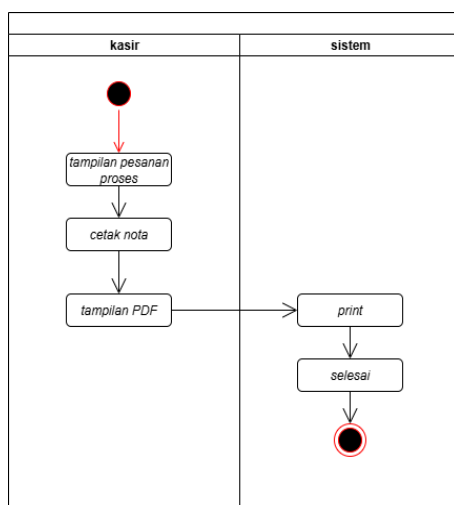 kasir
sistem
tampilan pesanan
proses
cetak nota
tampilan PDF
print
selesai